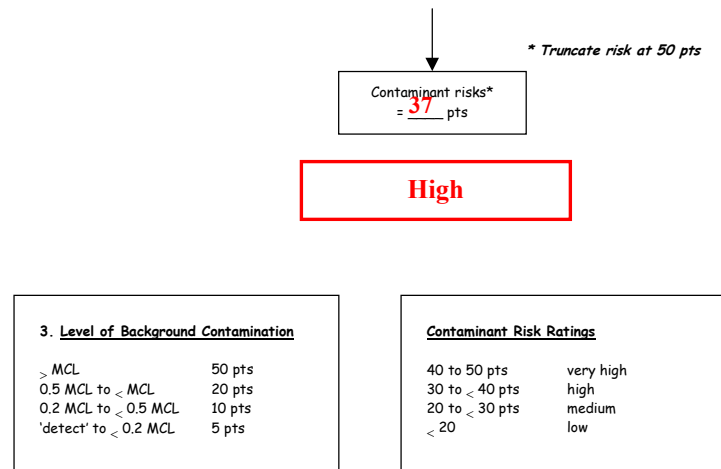 * Truncate risk at 50 pts
Contaminant risks*
= 37 pts
High
3. Level of Background Contamination
> MCL 50 pts
0.5 MCL to < MCL 20 pts
0.2 MCL to < 0.5 MCL 10 pts
‘detect’ to < 0.2 MCL 5 pts
Contaminant Risk Ratings
40 to 50 pts very high
30 to < 40 pts high
20 to < 30 pts medium
< 20 low